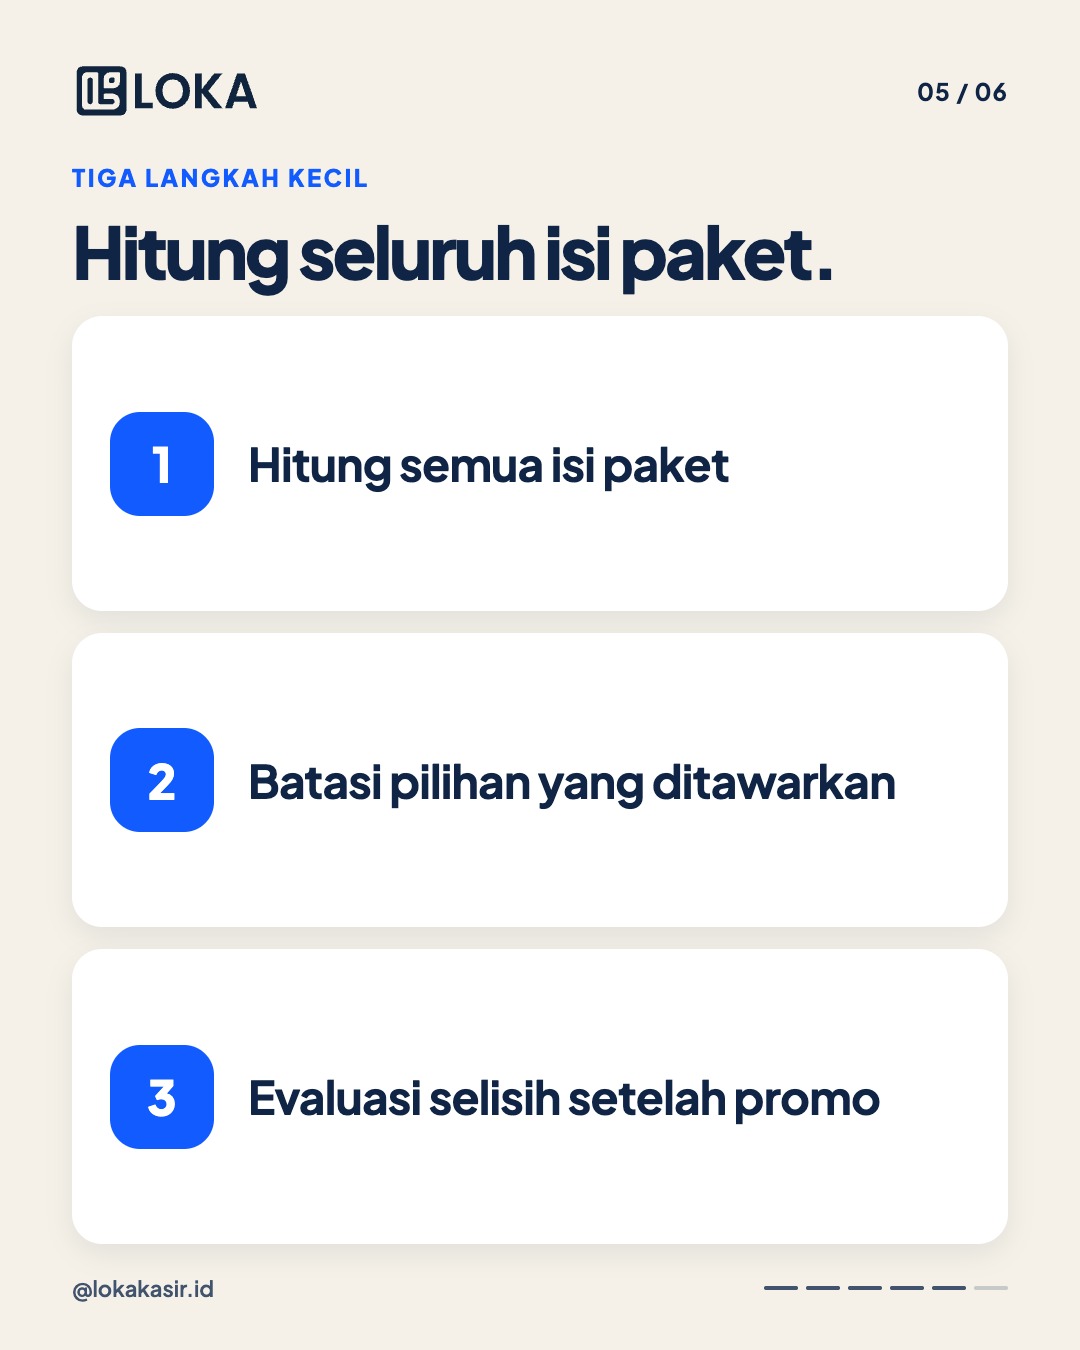 LOKA
05 / 06
TIGA LANGKAH KECIL
Hitung seluruh isi paket.
1
Hitung semua isi paket
2
Batasi pilihan yang ditawarkan
3
Evaluasi selisih setelah promo
@lokakasir.id